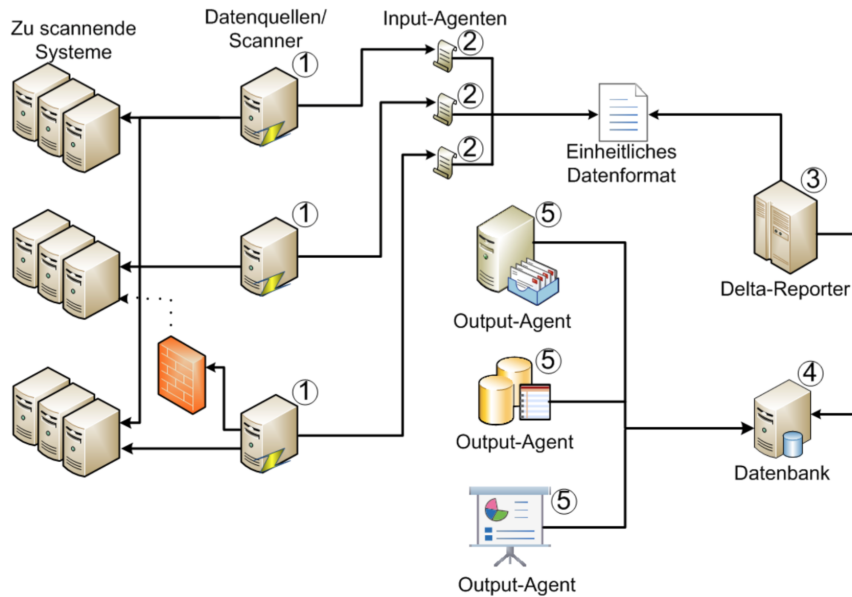 Zu scannende
Systeme
Datenquellen/
Scanner
Input-Agenten
1
2
2
2
1
1
Einheitliches
Datenformat
3
Delta-Reporter
5
Output-Agent
5
Output-Agent
4
Datenbank
5
Output-Agent